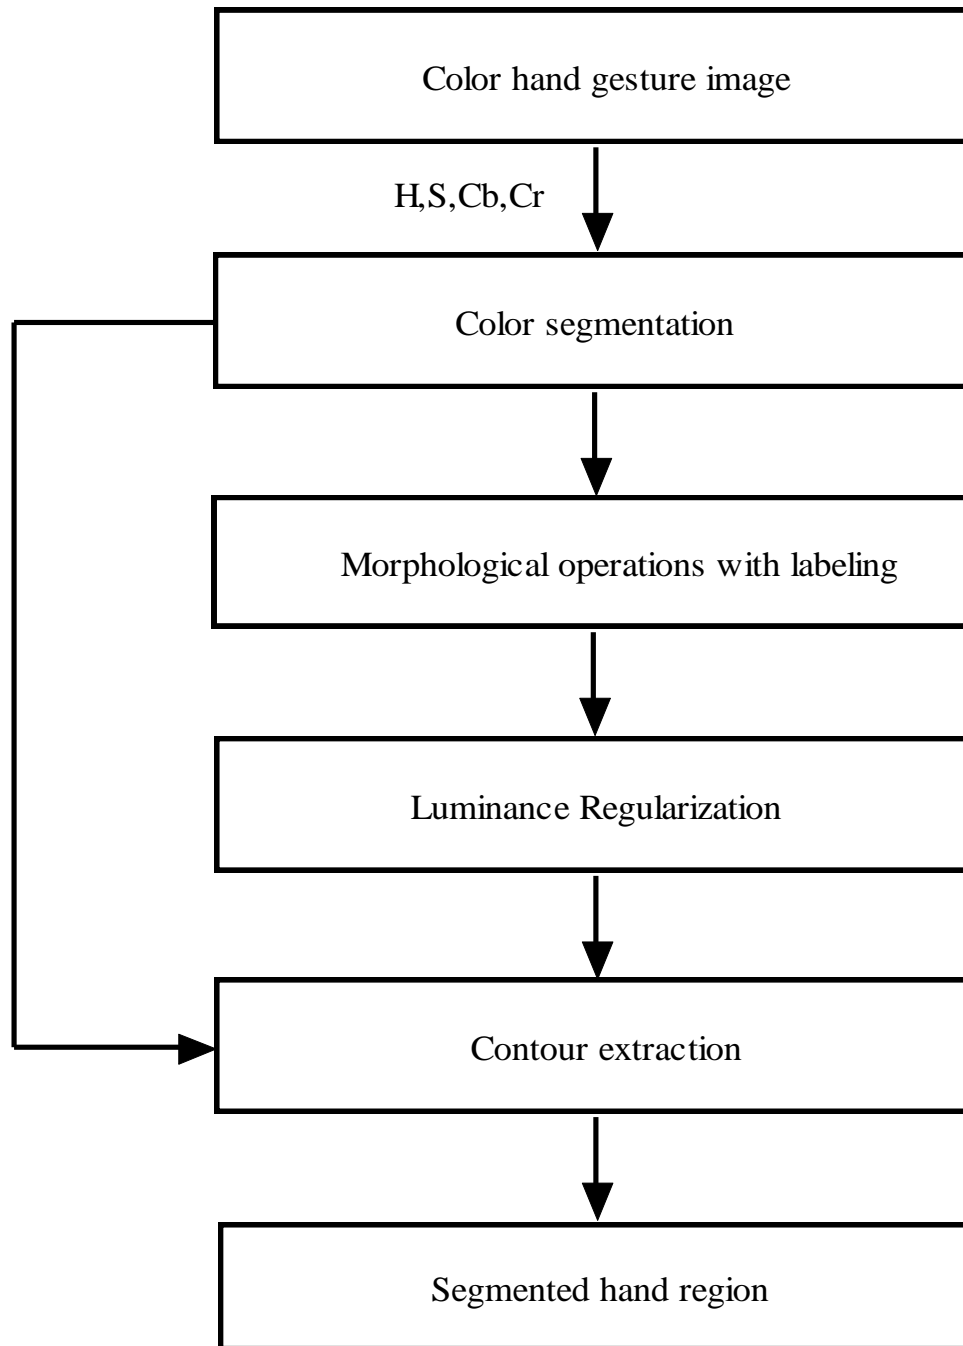 Color hand gesture image
H,S,Cb,Cr
Color segmentation
Morphological operations with labeling
Luminance Regularization
Contour extraction
Segmented hand region